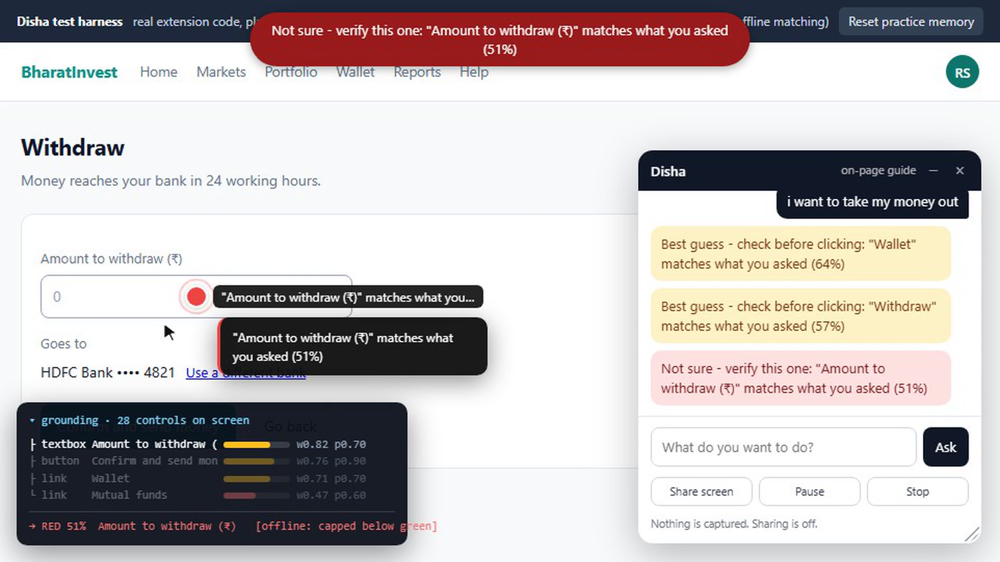 Disha test harness real extension code, pl
Not sure - verify this one: "Amount to withdraw (₹)" matches what you asked
(51%)
ffline matching)
Reset practice memory
BharatInvest Home Markets Portfolio Wallet Reports Help
RS
Withdraw
Money reaches your bank in 24 working hours.
Amount to withdraw (₹)
0
"Amount to withdraw (₹)" matches what you...
"Amount to withdraw (₹)" matches what
you asked (51%)
Goes to
HDFC Bank •••• 4821 Use a different bank
Confirm and send money Go back
▾ grounding · 28 controls on screen
├ textbox Amount to withdraw ( w0.82 p0.70
├ button Confirm and send mon w0.76 p0.90
├ link Wallet w0.71 p0.70
└ link Mutual funds w0.47 p0.60
→ RED 51% Amount to withdraw (₹) [offline: capped below green]
Disha on-page guide
i want to take my money out
Best guess - check before clicking: "Wallet"
matches what you asked (64%)
Best guess - check before clicking: "Withdraw"
matches what you asked (57%)
Not sure - verify this one: "Amount to
withdraw (₹)" matches what you asked (51%)
What do you want to do?
Ask
Share screen Pause Stop
Nothing is captured. Sharing is off.